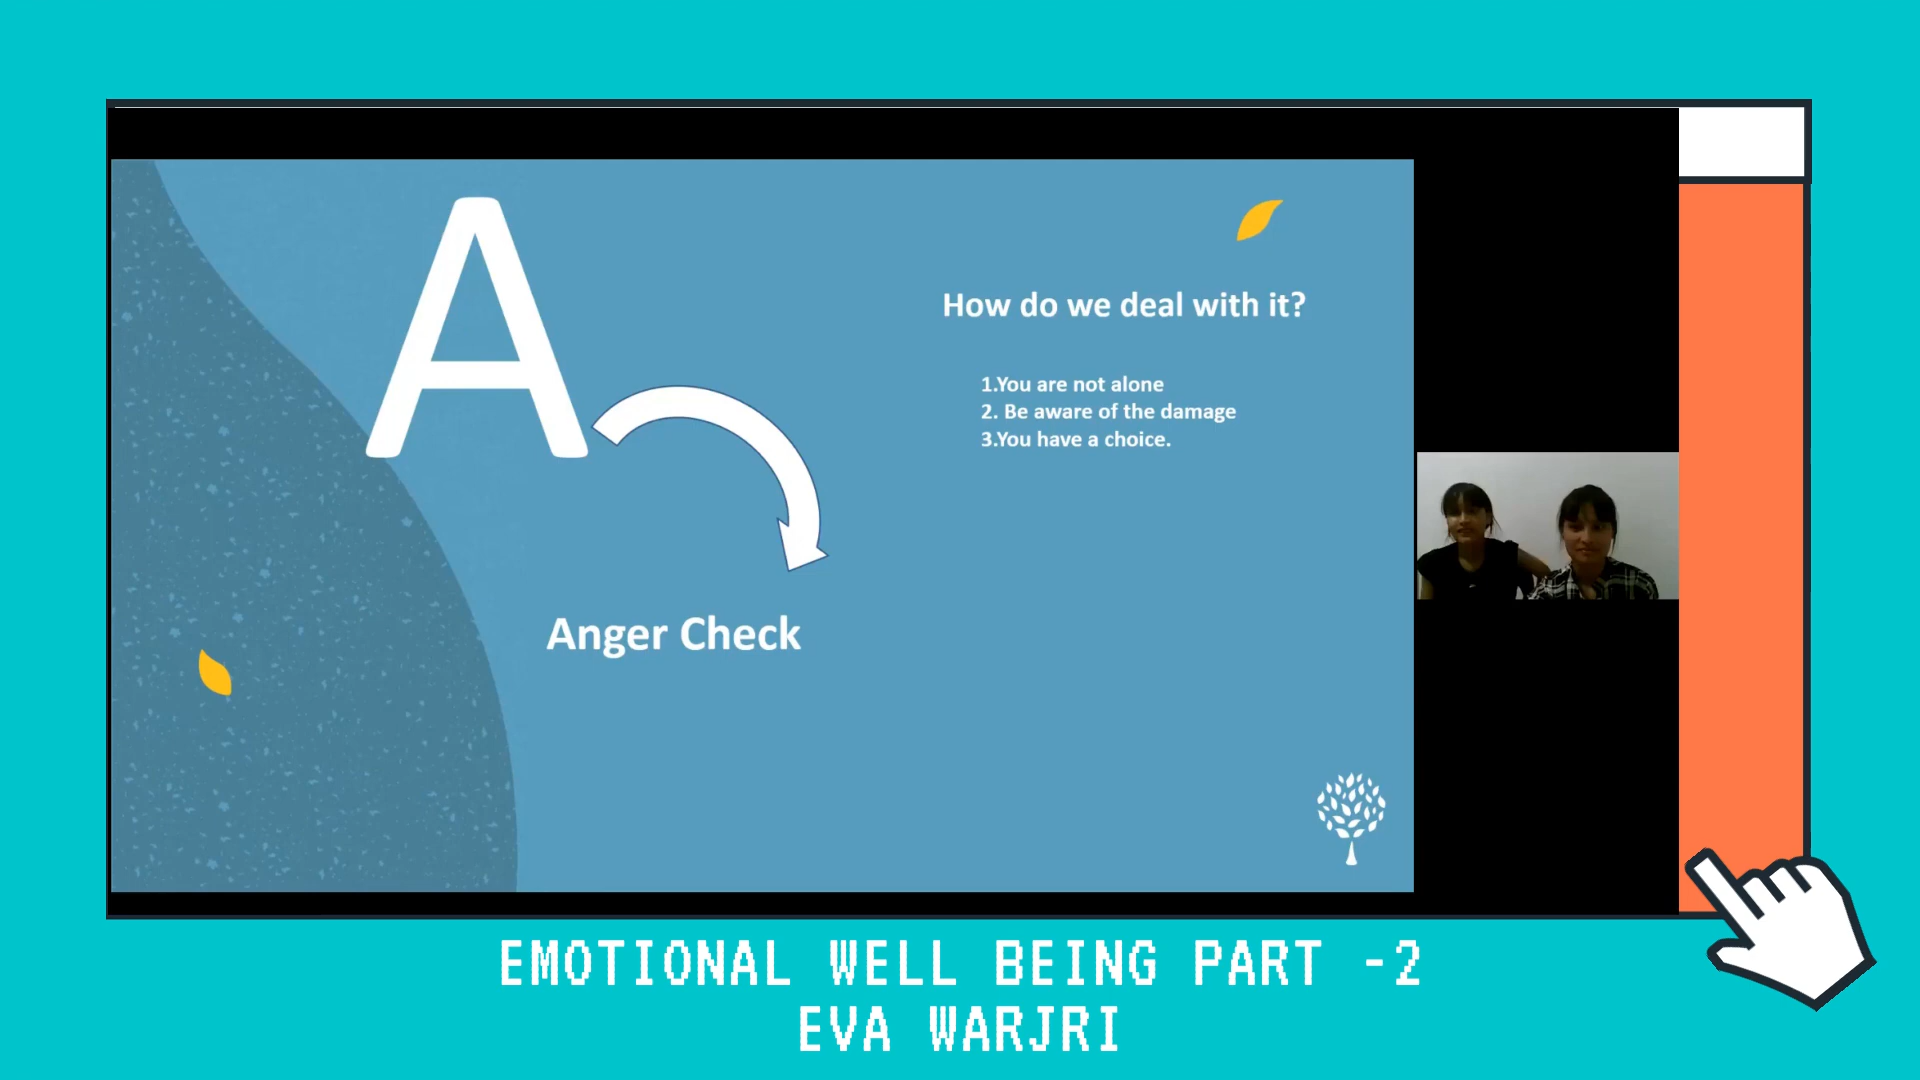 A
How do we deal with it?
1.You are not alone
2. Be aware of the damage
3.You have a choice.
Anger Check
EMOTIONAL WELL BEING PART -2
EVA WARJRI